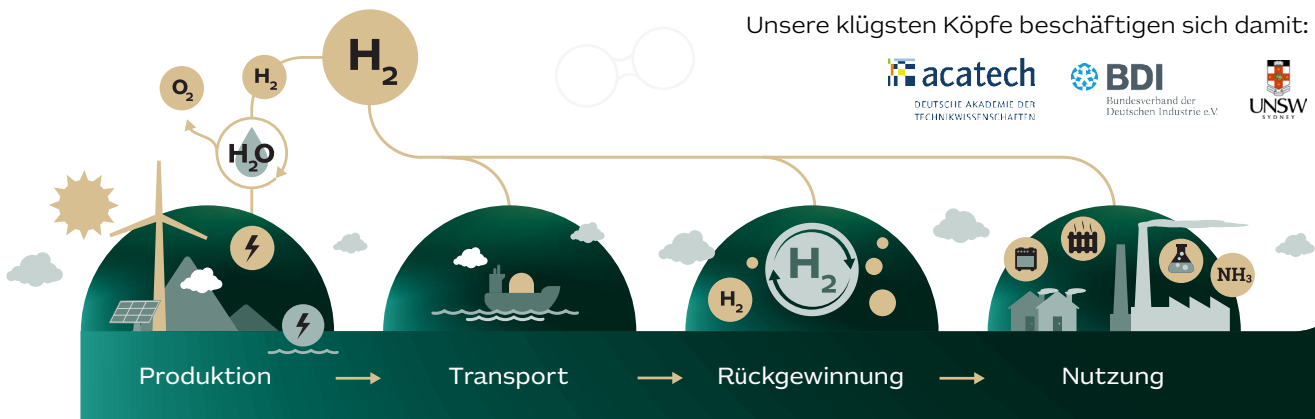 Unsere klügsten Köpfe beschäftigen sich damit:
acatech
DEUTSCHE AKADEMIE DER
TECHNIKWISSENSCHAFTEN
BDI
Bundesverband der
Deutschen Industrie e.V.
UNSW
SYDNEY
H₂
H₂
O₂
H₂O
H₂
H₂
NH₃
Produktion
Transport
Rückgewinnung
Nutzung